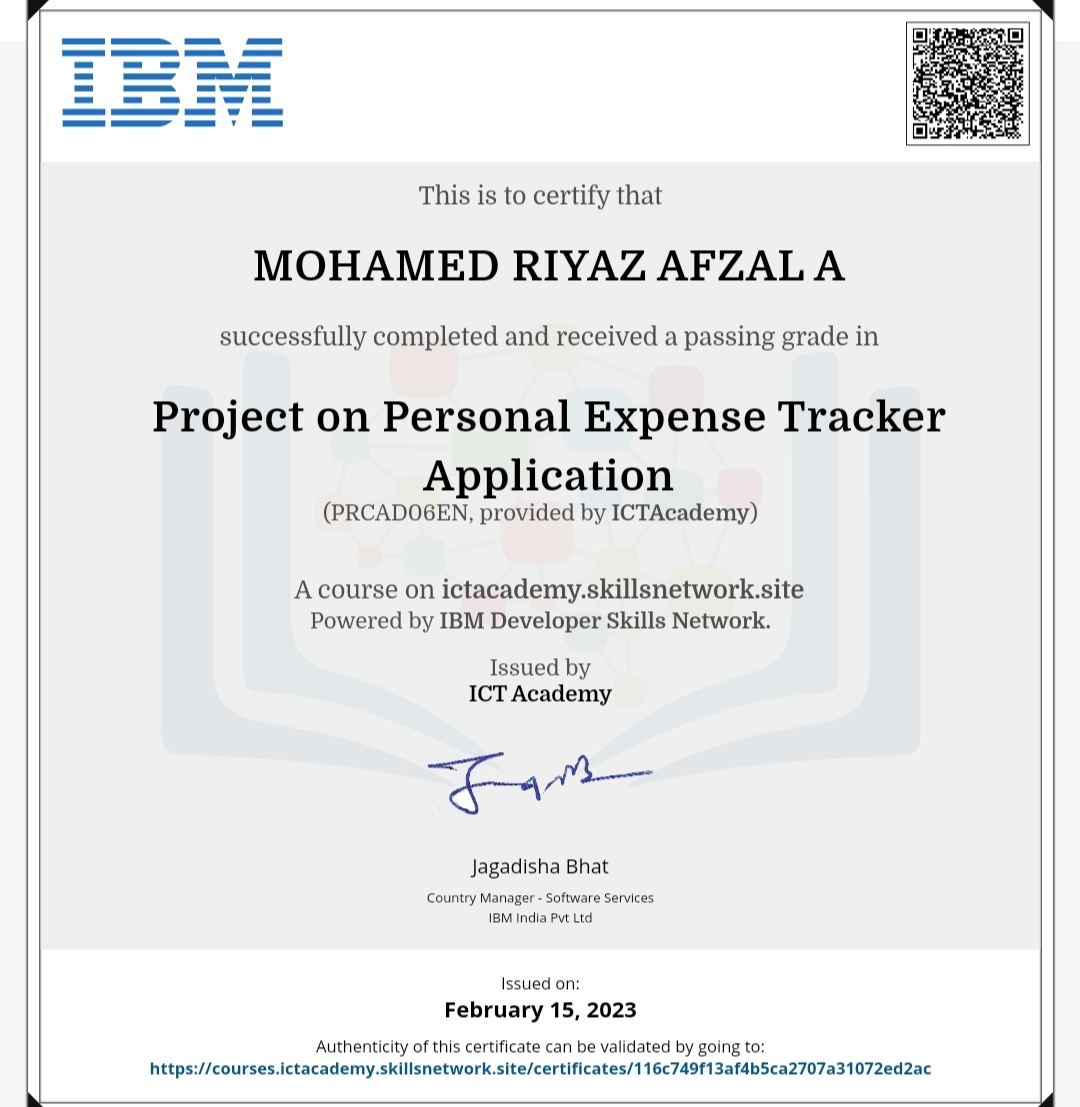 IBM
This is to certify that
MOHAMED RIYAZ AFZAL A
successfully completed and received a passing grade in
Project on Personal Expense Tracker
Application
(PRCAD06EN, provided by ICTAcademy)
A course on ictacademy.skillsnetwork.site
Powered by IBM Developer Skills Network.
Issued by
ICT Academy
Jagadisha Bhat
Country Manager - Software Services
IBM India Pvt Ltd
Issued on:
February 15, 2023
Authenticity of this certificate can be validated by going to:
https://courses.ictacademy.skillsnetwork.site/certificates/116c749f13af4b5ca2707a31072ed2ac